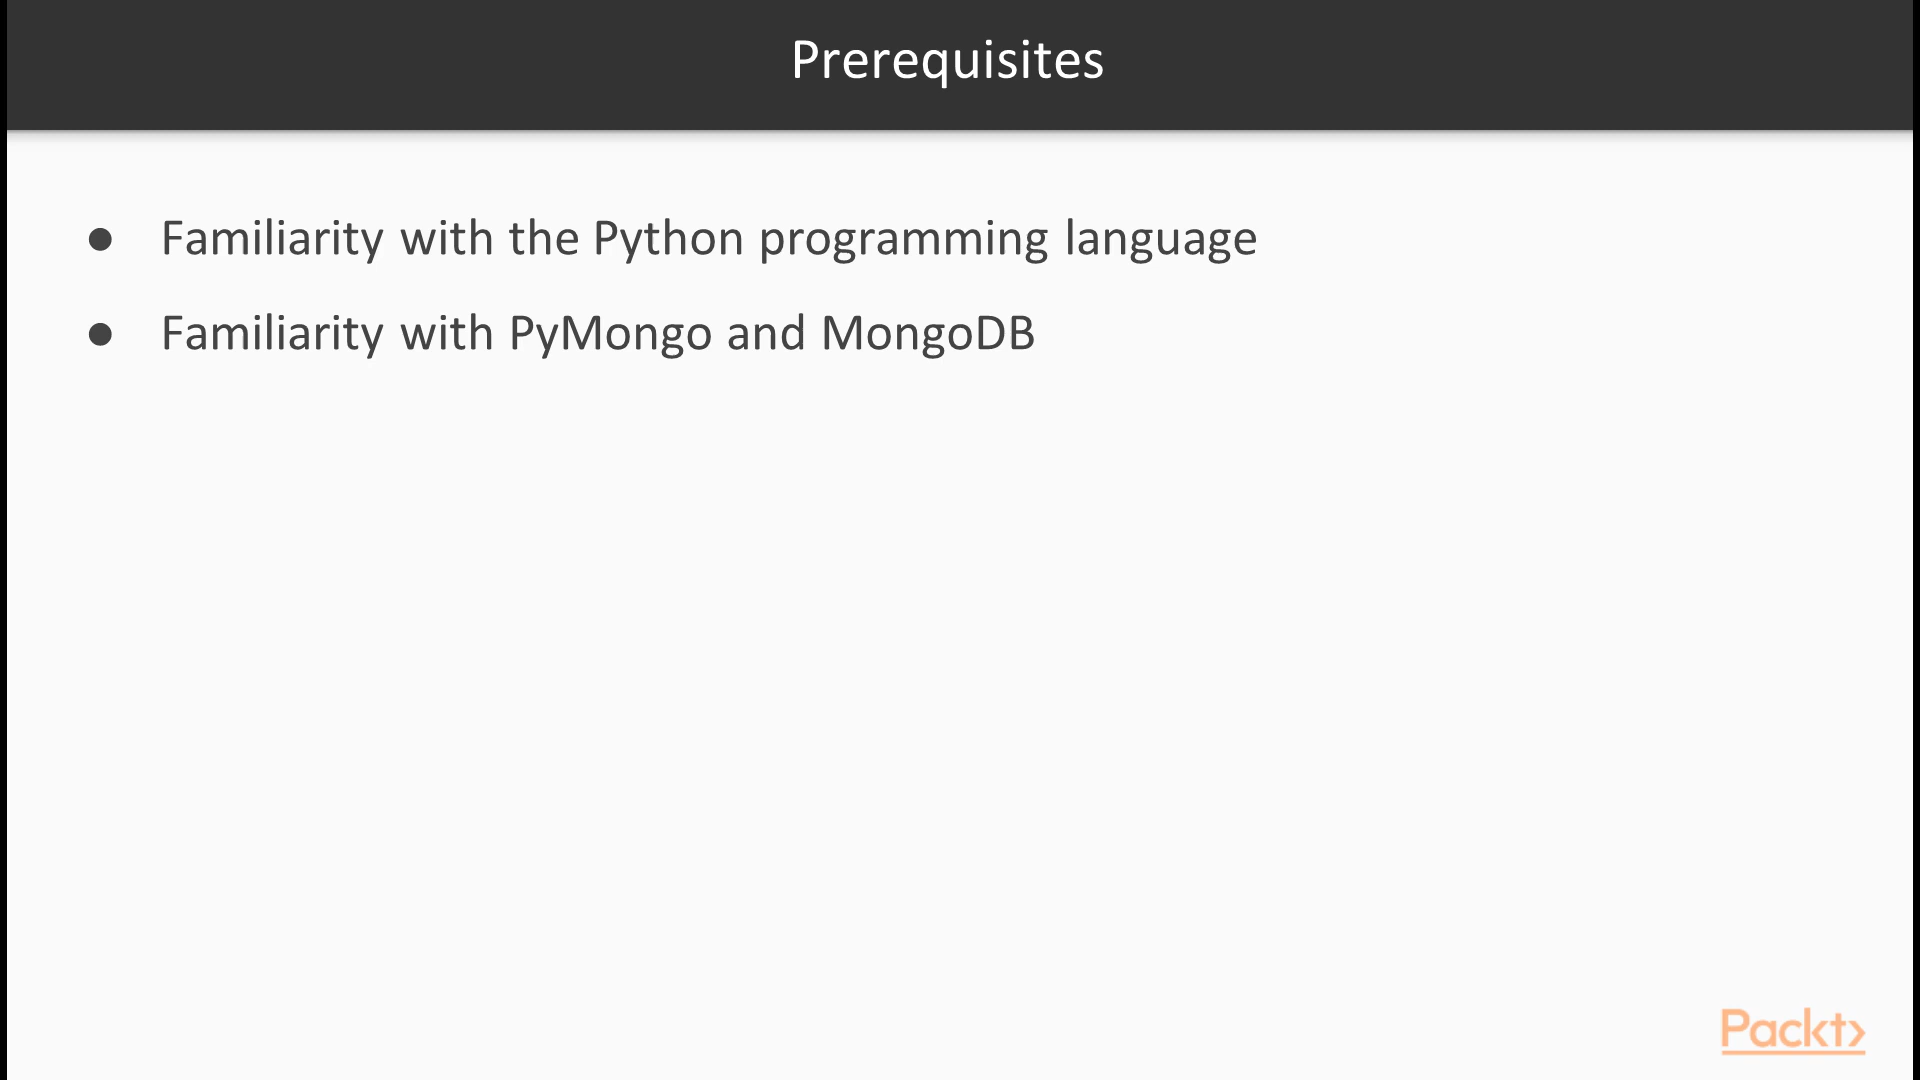 Prerequisites
● Familiarity with the Python programming language
● Familiarity with PyMongo and MongoDB
Packt>